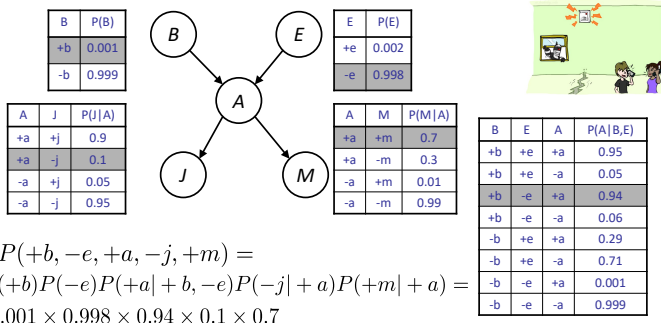 B P(B)
+b 0.001
-b 0.999
B
E
A
J
M
E P(E)
+e 0.002
-e 0.998
A J P(J|A)
+a +j 0.9
+a -j 0.1
-a +j 0.05
-a -j 0.95
A M P(M|A)
+a +m 0.7
+a -m 0.3
-a +m 0.01
-a -m 0.99
B E A P(A|B,E)
+b +e +a 0.95
+b +e -a 0.05
+b -e +a 0.94
+b -e -a 0.06
-b +e +a 0.29
-b +e -a 0.71
-b -e +a 0.001
-b -e -a 0.999
P(+b, −e, +a, −j, +m) =
(+b)P(−e)P(+a| + b, −e)P(−j| + a)P(+m| + a) =
.001 × 0.998 × 0.94 × 0.1 × 0.7